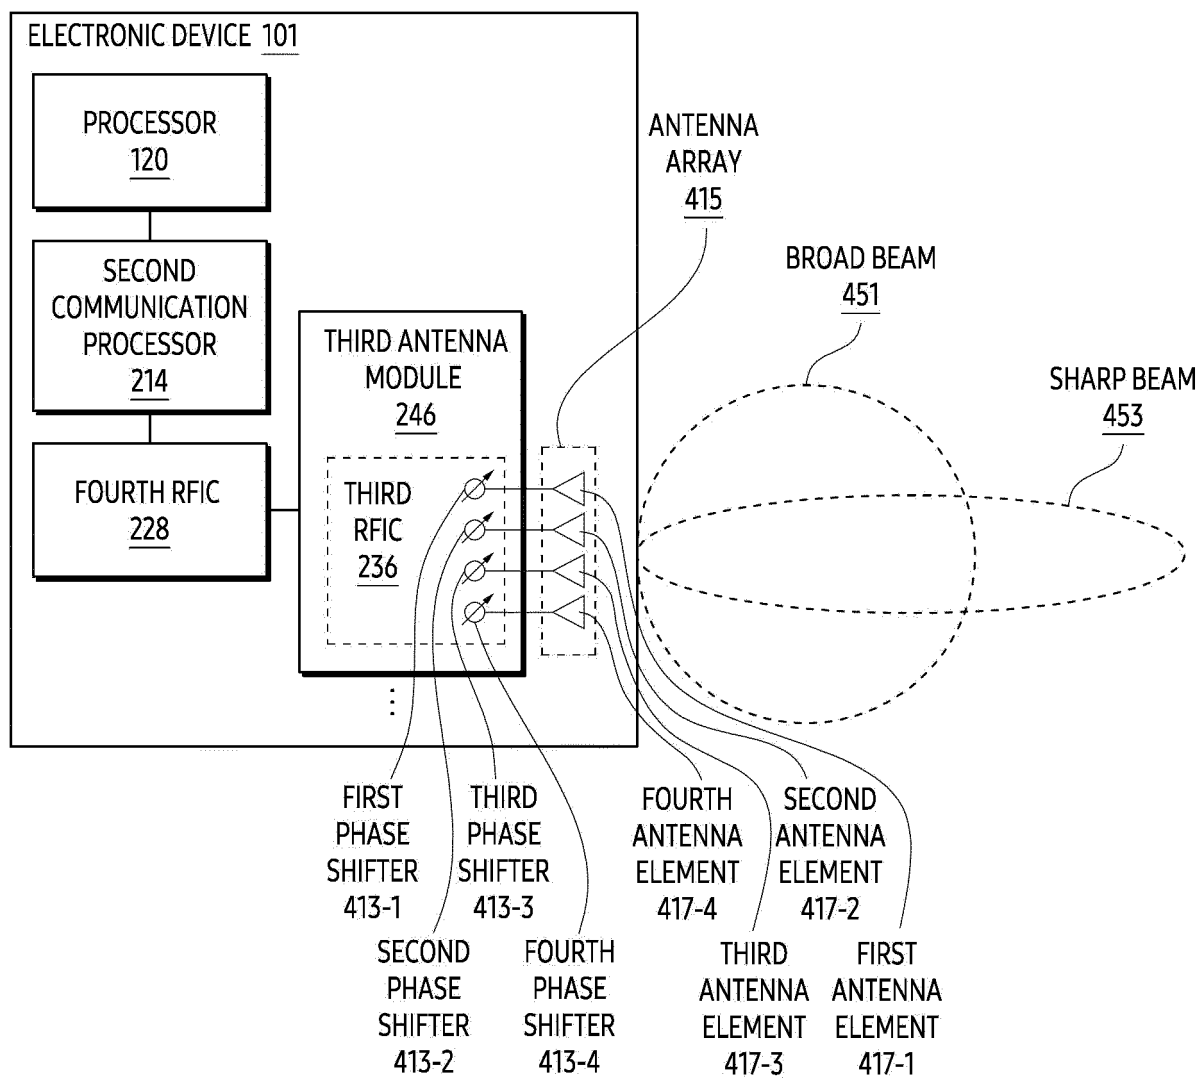 ELECTRONIC DEVICE 101
PROCESSOR
120
SECOND
COMMUNICATION
PROCESSOR
214
FOURTH RFIC
228
THIRD ANTENNA
MODULE
246
THIRD
RFIC
236
ANTENNA
ARRAY
415
BROAD BEAM
451
SHARP BEAM
453
FIRST
PHASE
SHIFTER
413-1
THIRD
PHASE
SHIFTER
413-3
FOURTH
ANTENNA
ELEMENT
417-4
SECOND
ANTENNA
ELEMENT
417-2
SECOND
PHASE
SHIFTER
413-2
FOURTH
PHASE
SHIFTER
413-4
THIRD
ANTENNA
ELEMENT
417-3
FIRST
ANTENNA
ELEMENT
417-1